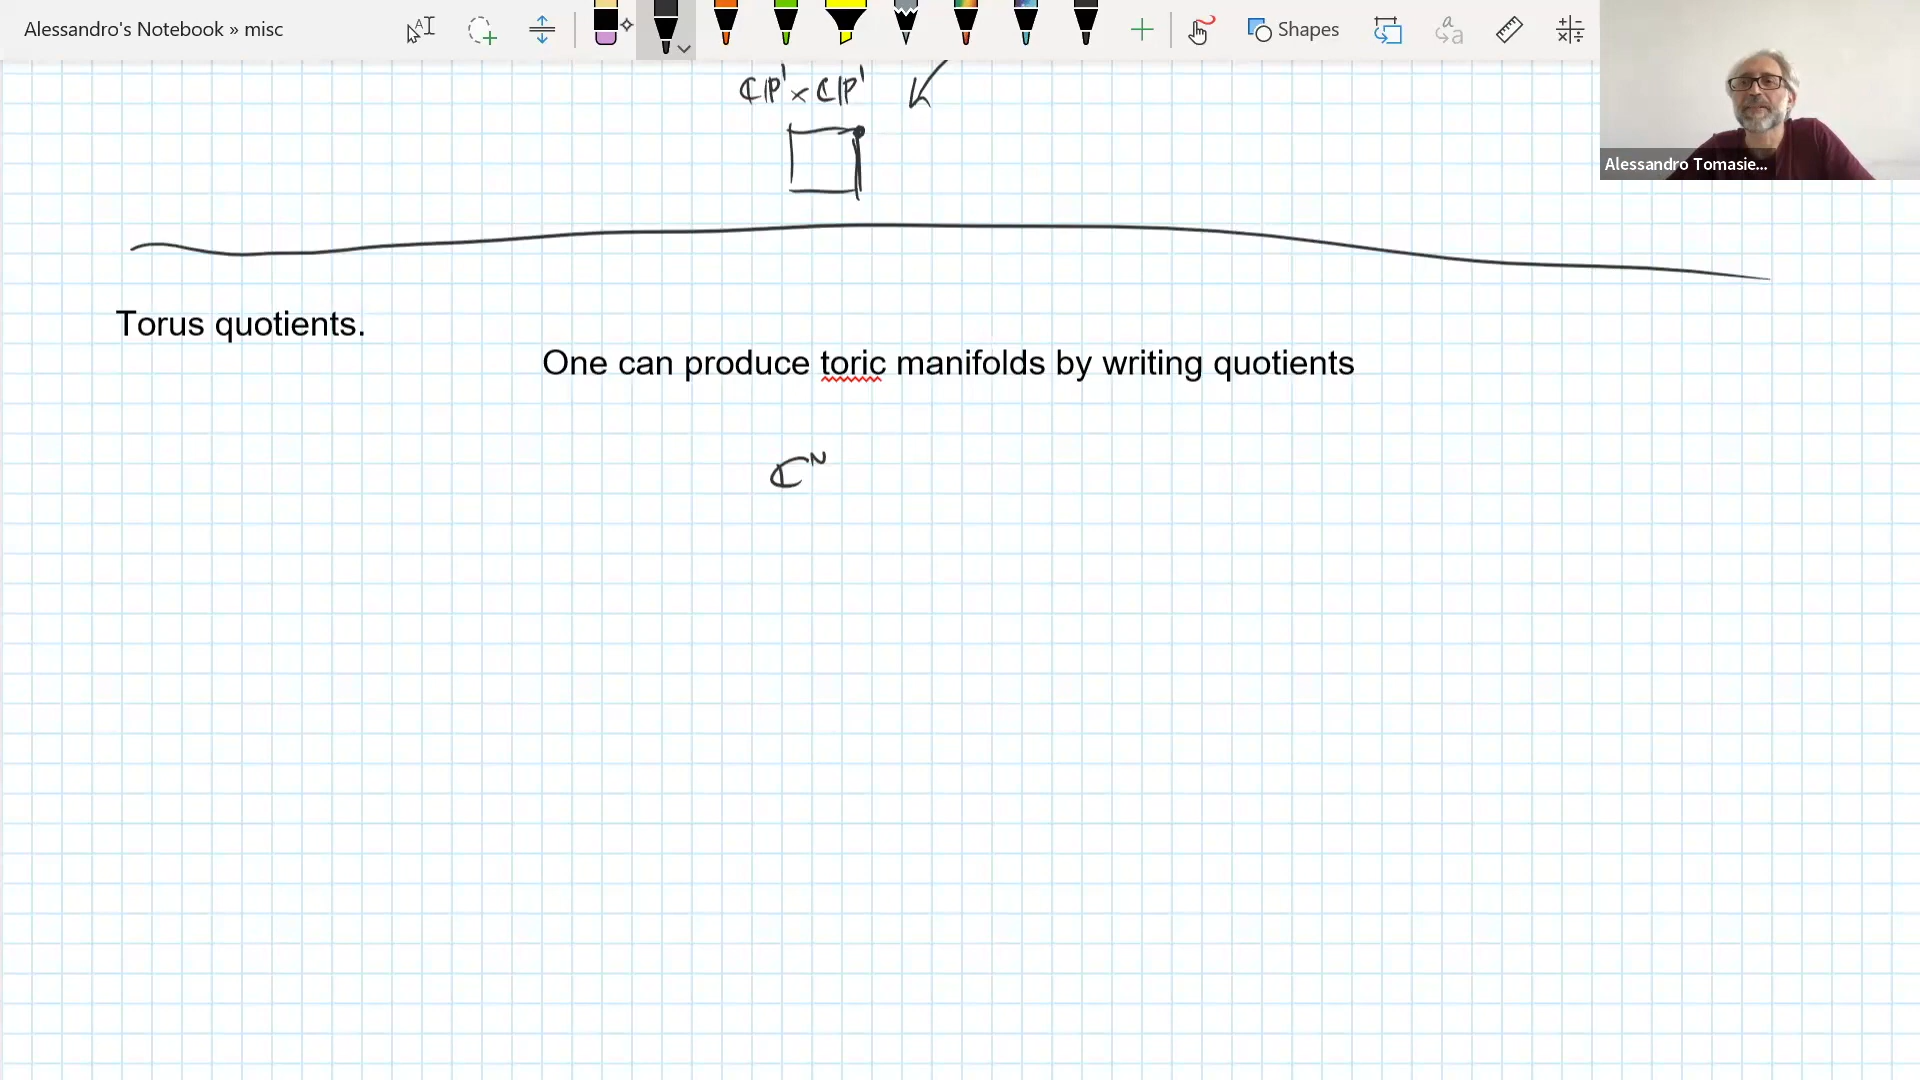 Alessandro's Notebook » misc
Shapes
ℂℙ¹ × ℂℙ¹
Alessandro Tomasie...
Torus quotients.
One can produce toric manifolds by writing quotients
ℂᴺ